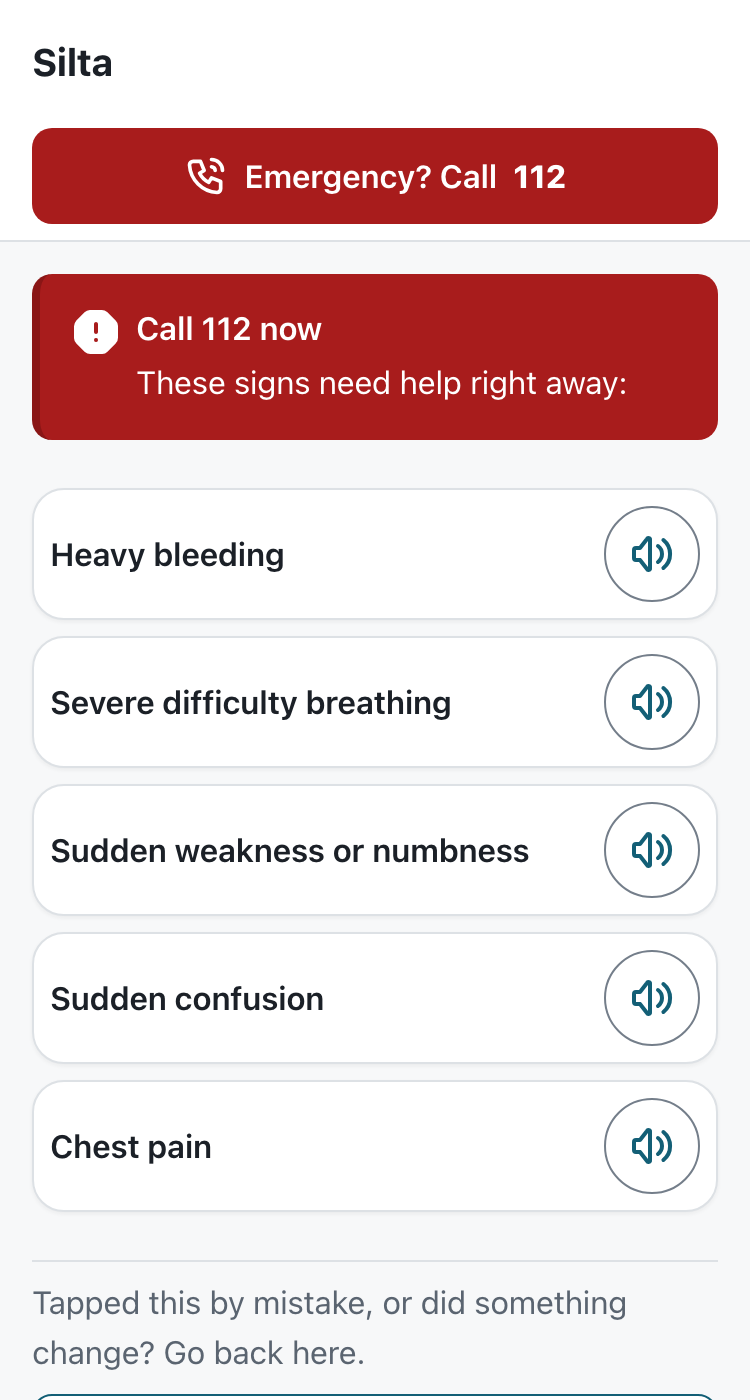 Silta
Emergency? Call 112
Call 112 now
These signs need help right away:
Heavy bleeding
Severe difficulty breathing
Sudden weakness or numbness
Sudden confusion
Chest pain
Tapped this by mistake, or did something
change? Go back here.